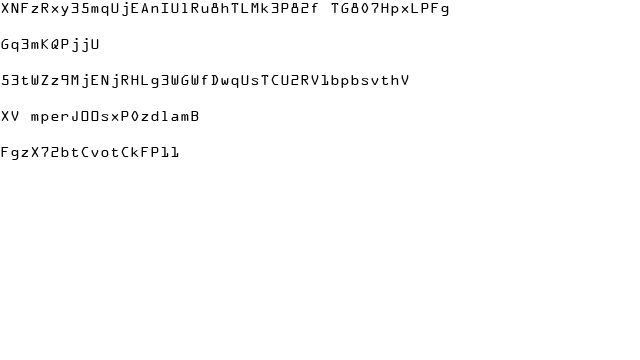 XNFzRxy35mqUjEAnIUlRu8hTLMk3P82f TG807HpxLPFg
Gq3mKQPjjU
53tWZz9MjENjRHLg3WGWfDwqUsTCU2RV1bpbsvthV
XV mperJOOsxP0zdlamB
FgzX72btCvotCkFP11